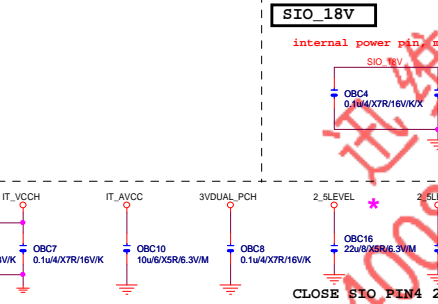 SIO_18V
internal power pin, m
SIO_18V
OBC4
0.1u/4/X7R/16V/K/X
IT_VCCH
IT_AVCC
3VDUAL_PCH
2_5LEVEL
2_5L
*
OBC7
0.1u/4/X7R/16V/K
OBC10
10u/6/X5R/6.3V/M
OBC8
0.1u/4/X7R/16V/K
OBC16
22u/8/X5R/6.3V/M
V/K
CLOSE SIO PIN4 2